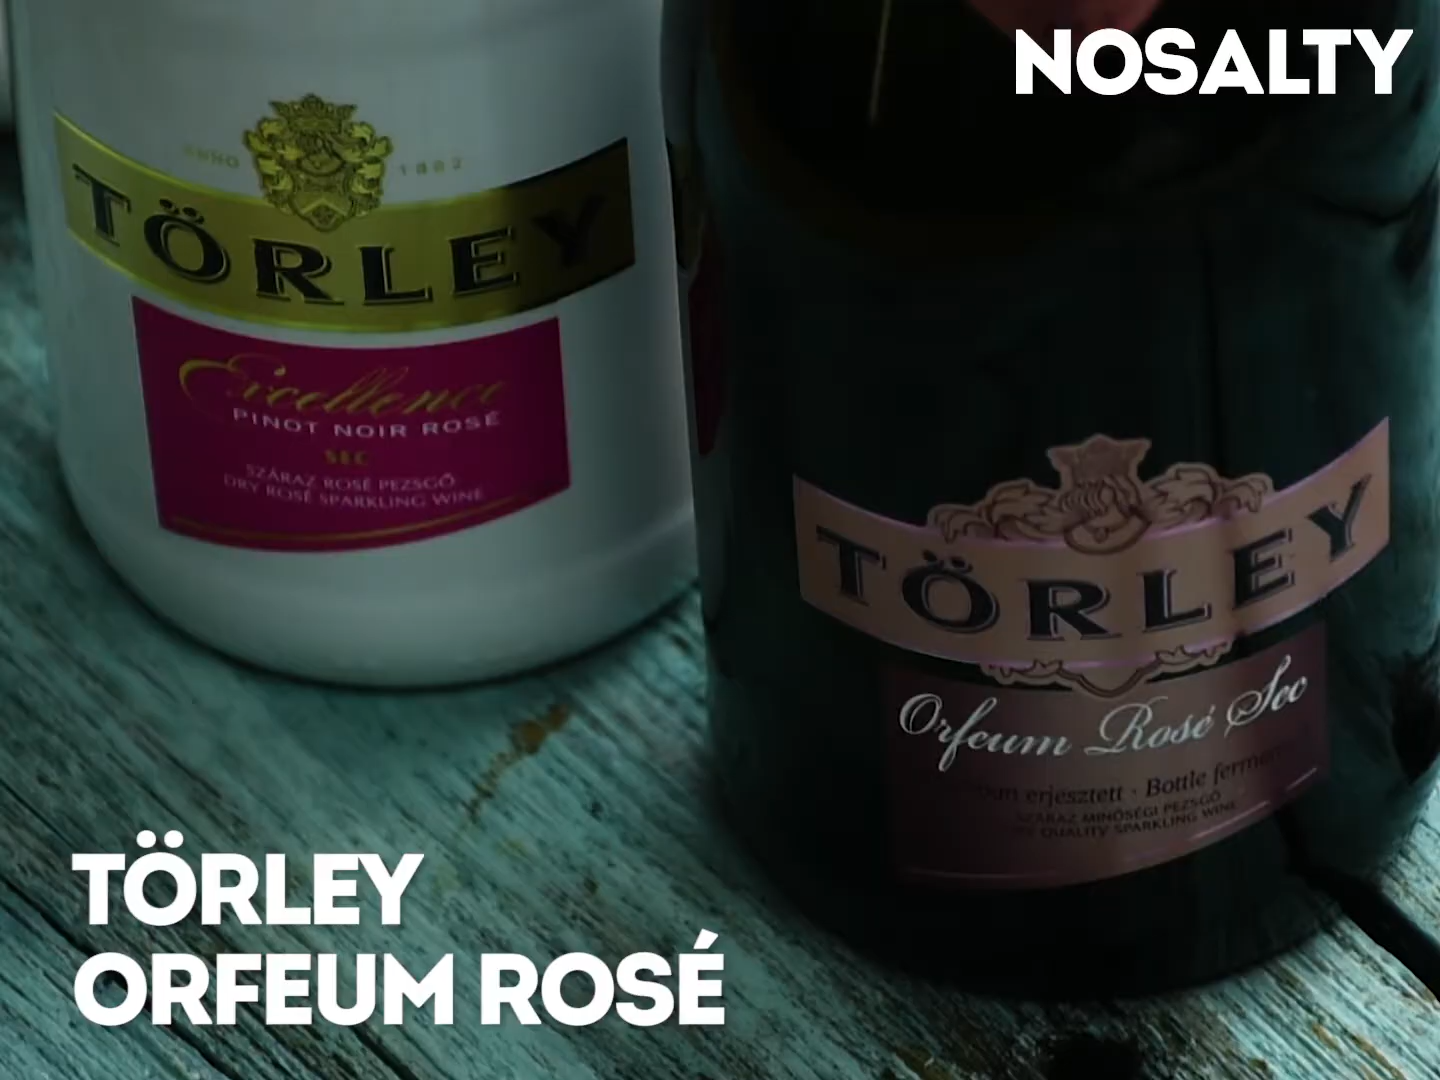 NOSALTY
ANNO 1882
TÖRLEY
Excellence
PINOT NOIR ROSÉ
SEC
SZÁRAZ ROSÉ PEZSGŐ
DRY ROSÉ SPARKLING WINE
TÖRLEY
Orfeum Rosé Sec
erjesztett · Bottle
SZÁRAZ MINŐSÉGI PEZSGŐ
QUALITY SPARKLING WINE
TÖRLEY
ORFEUM ROSÉ